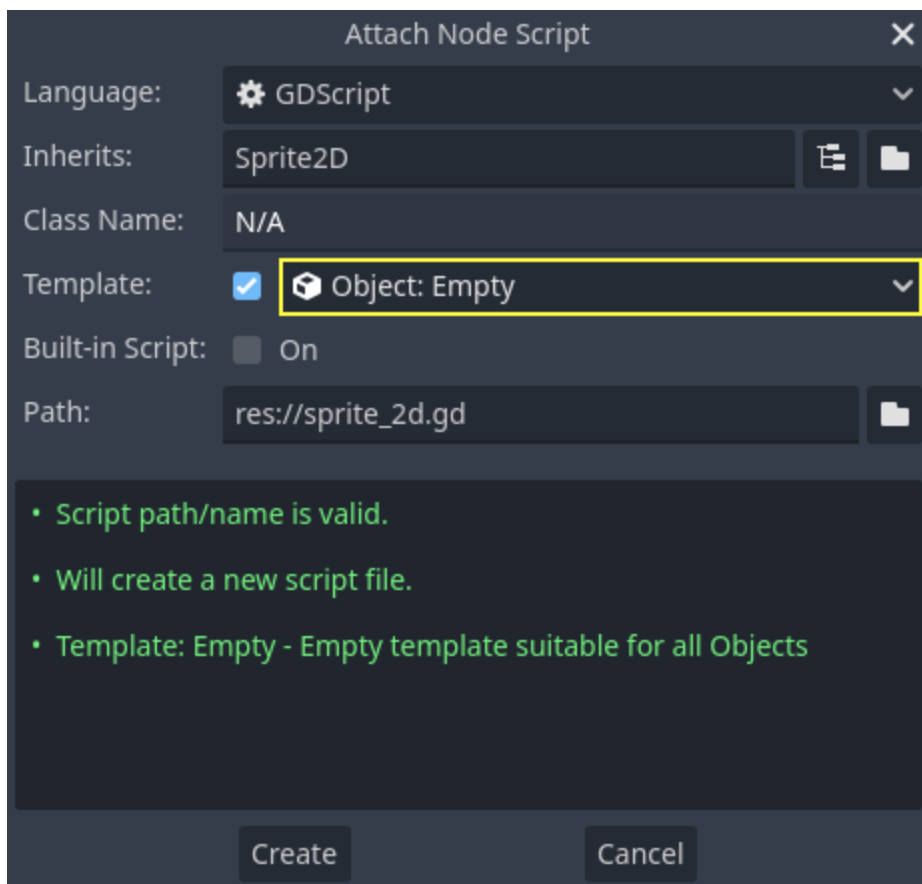 Attach Node Script
Language: GDScript
Inherits: Sprite2D
Class Name: N/A
Template: Object: Empty
Built-in Script: On
Path: res://sprite_2d.gd
• Script path/name is valid.
• Will create a new script file.
• Template: Empty - Empty template suitable for all Objects
Create Cancel